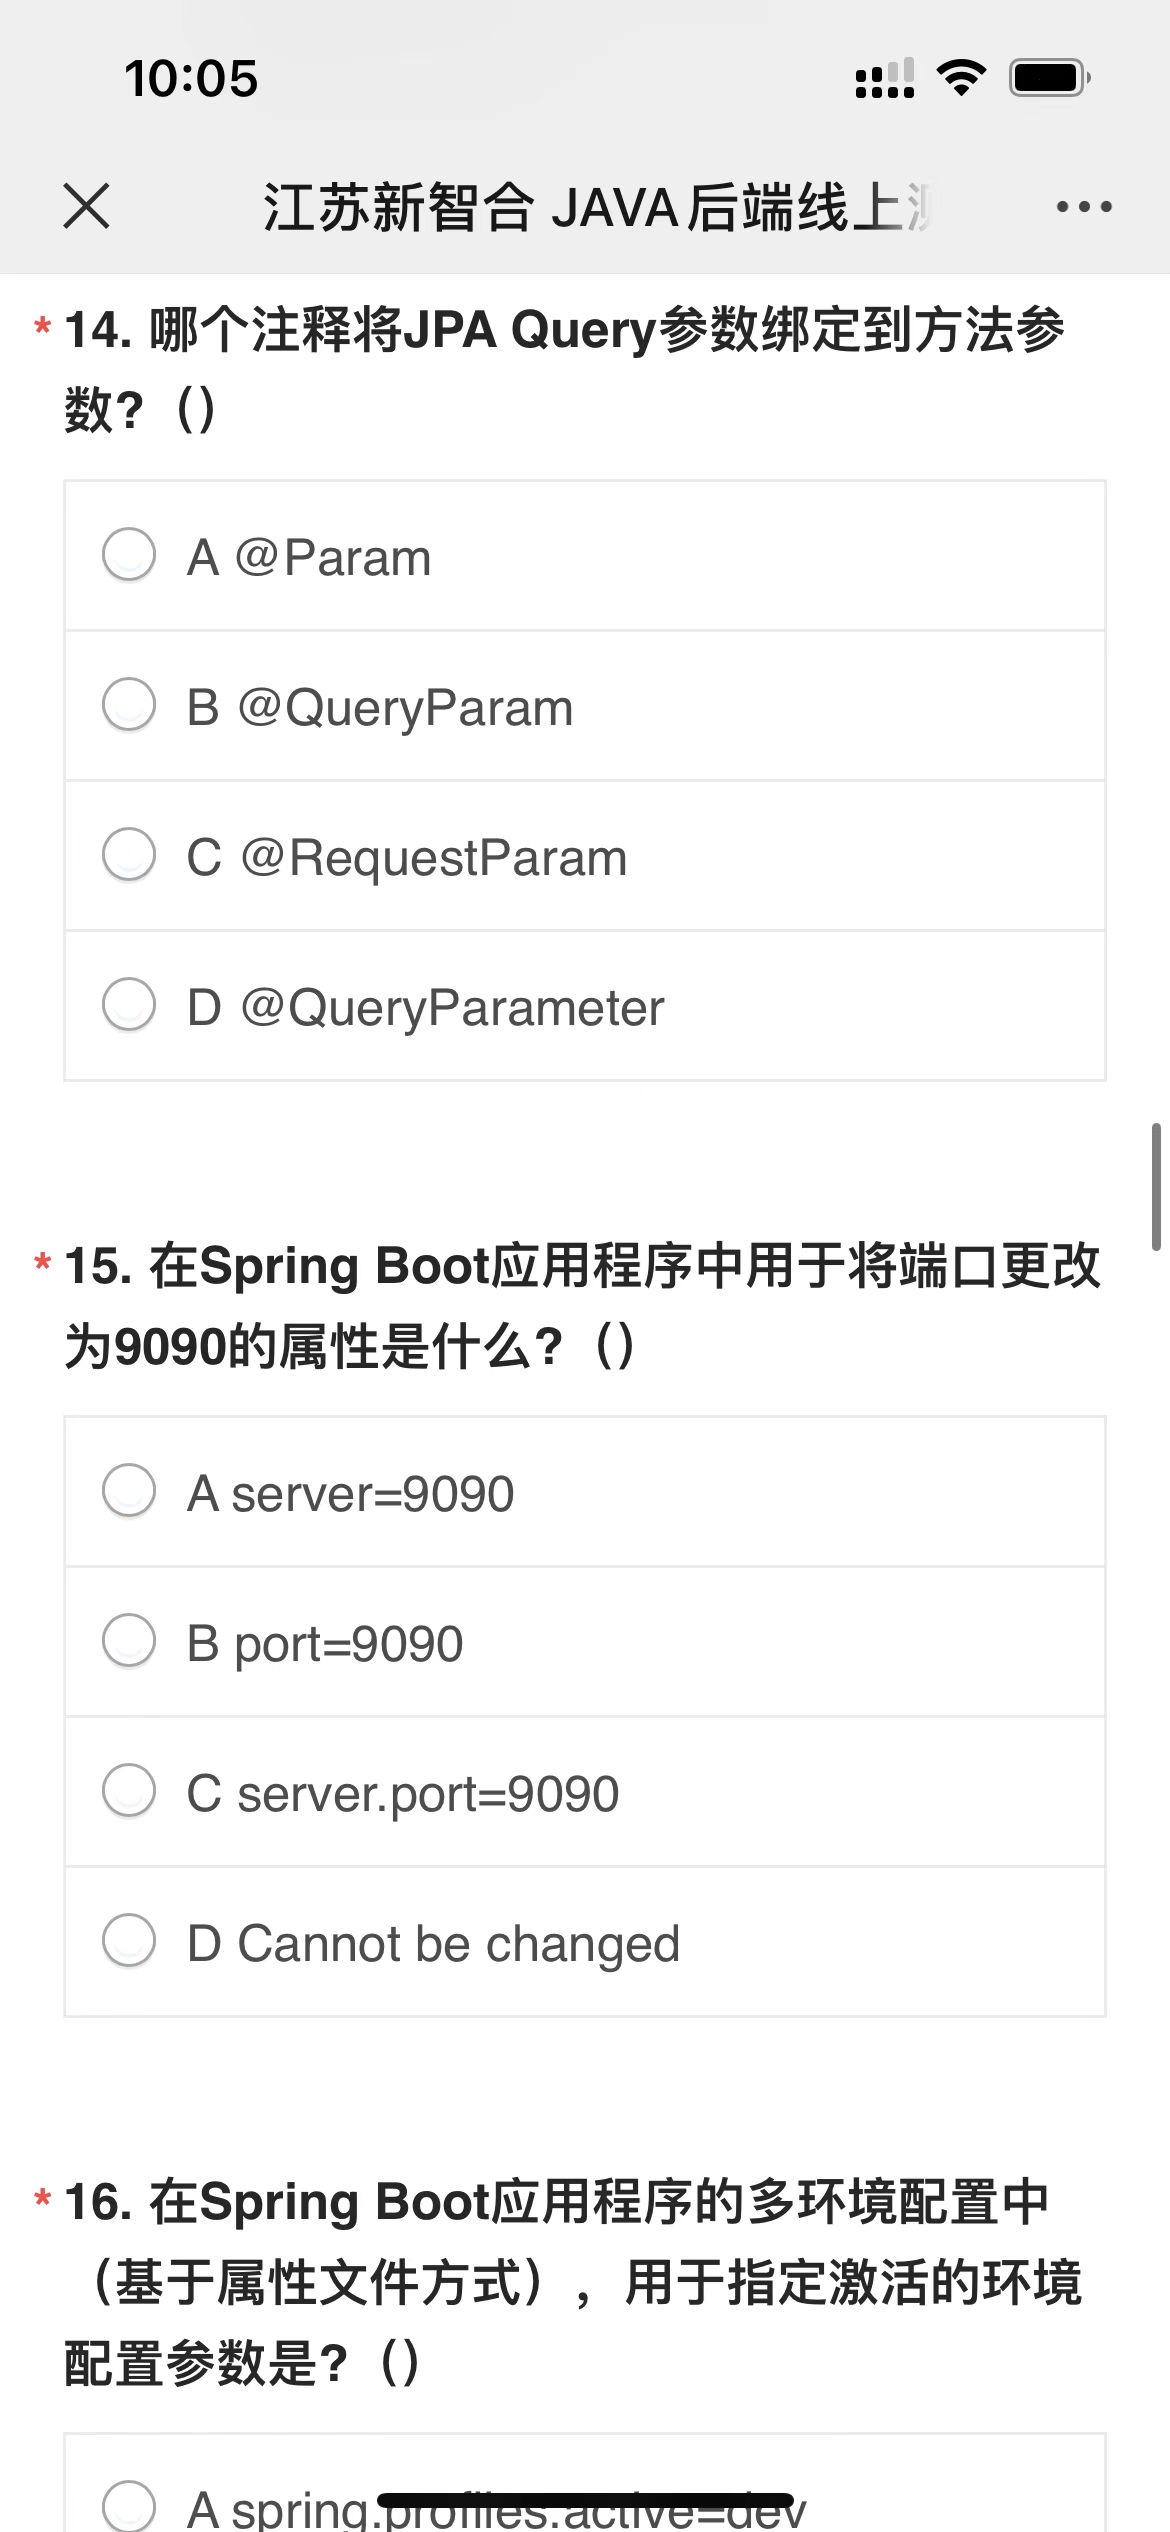 10:05
江苏新智合 JAVA后端线上
* 14. 哪个注释将JPA Query参数绑定到方法参
数?（）
A @Param
B @QueryParam
C @RequestParam
D @QueryParameter
* 15. 在Spring Boot应用程序中用于将端口更改
为9090的属性是什么?（）
A server=9090
B port=9090
C server.port=9090
D Cannot be changed
* 16. 在Spring Boot应用程序的多环境配置中
（基于属性文件方式），用于指定激活的环境
配置参数是?（）
A spring.profiles.active=dev